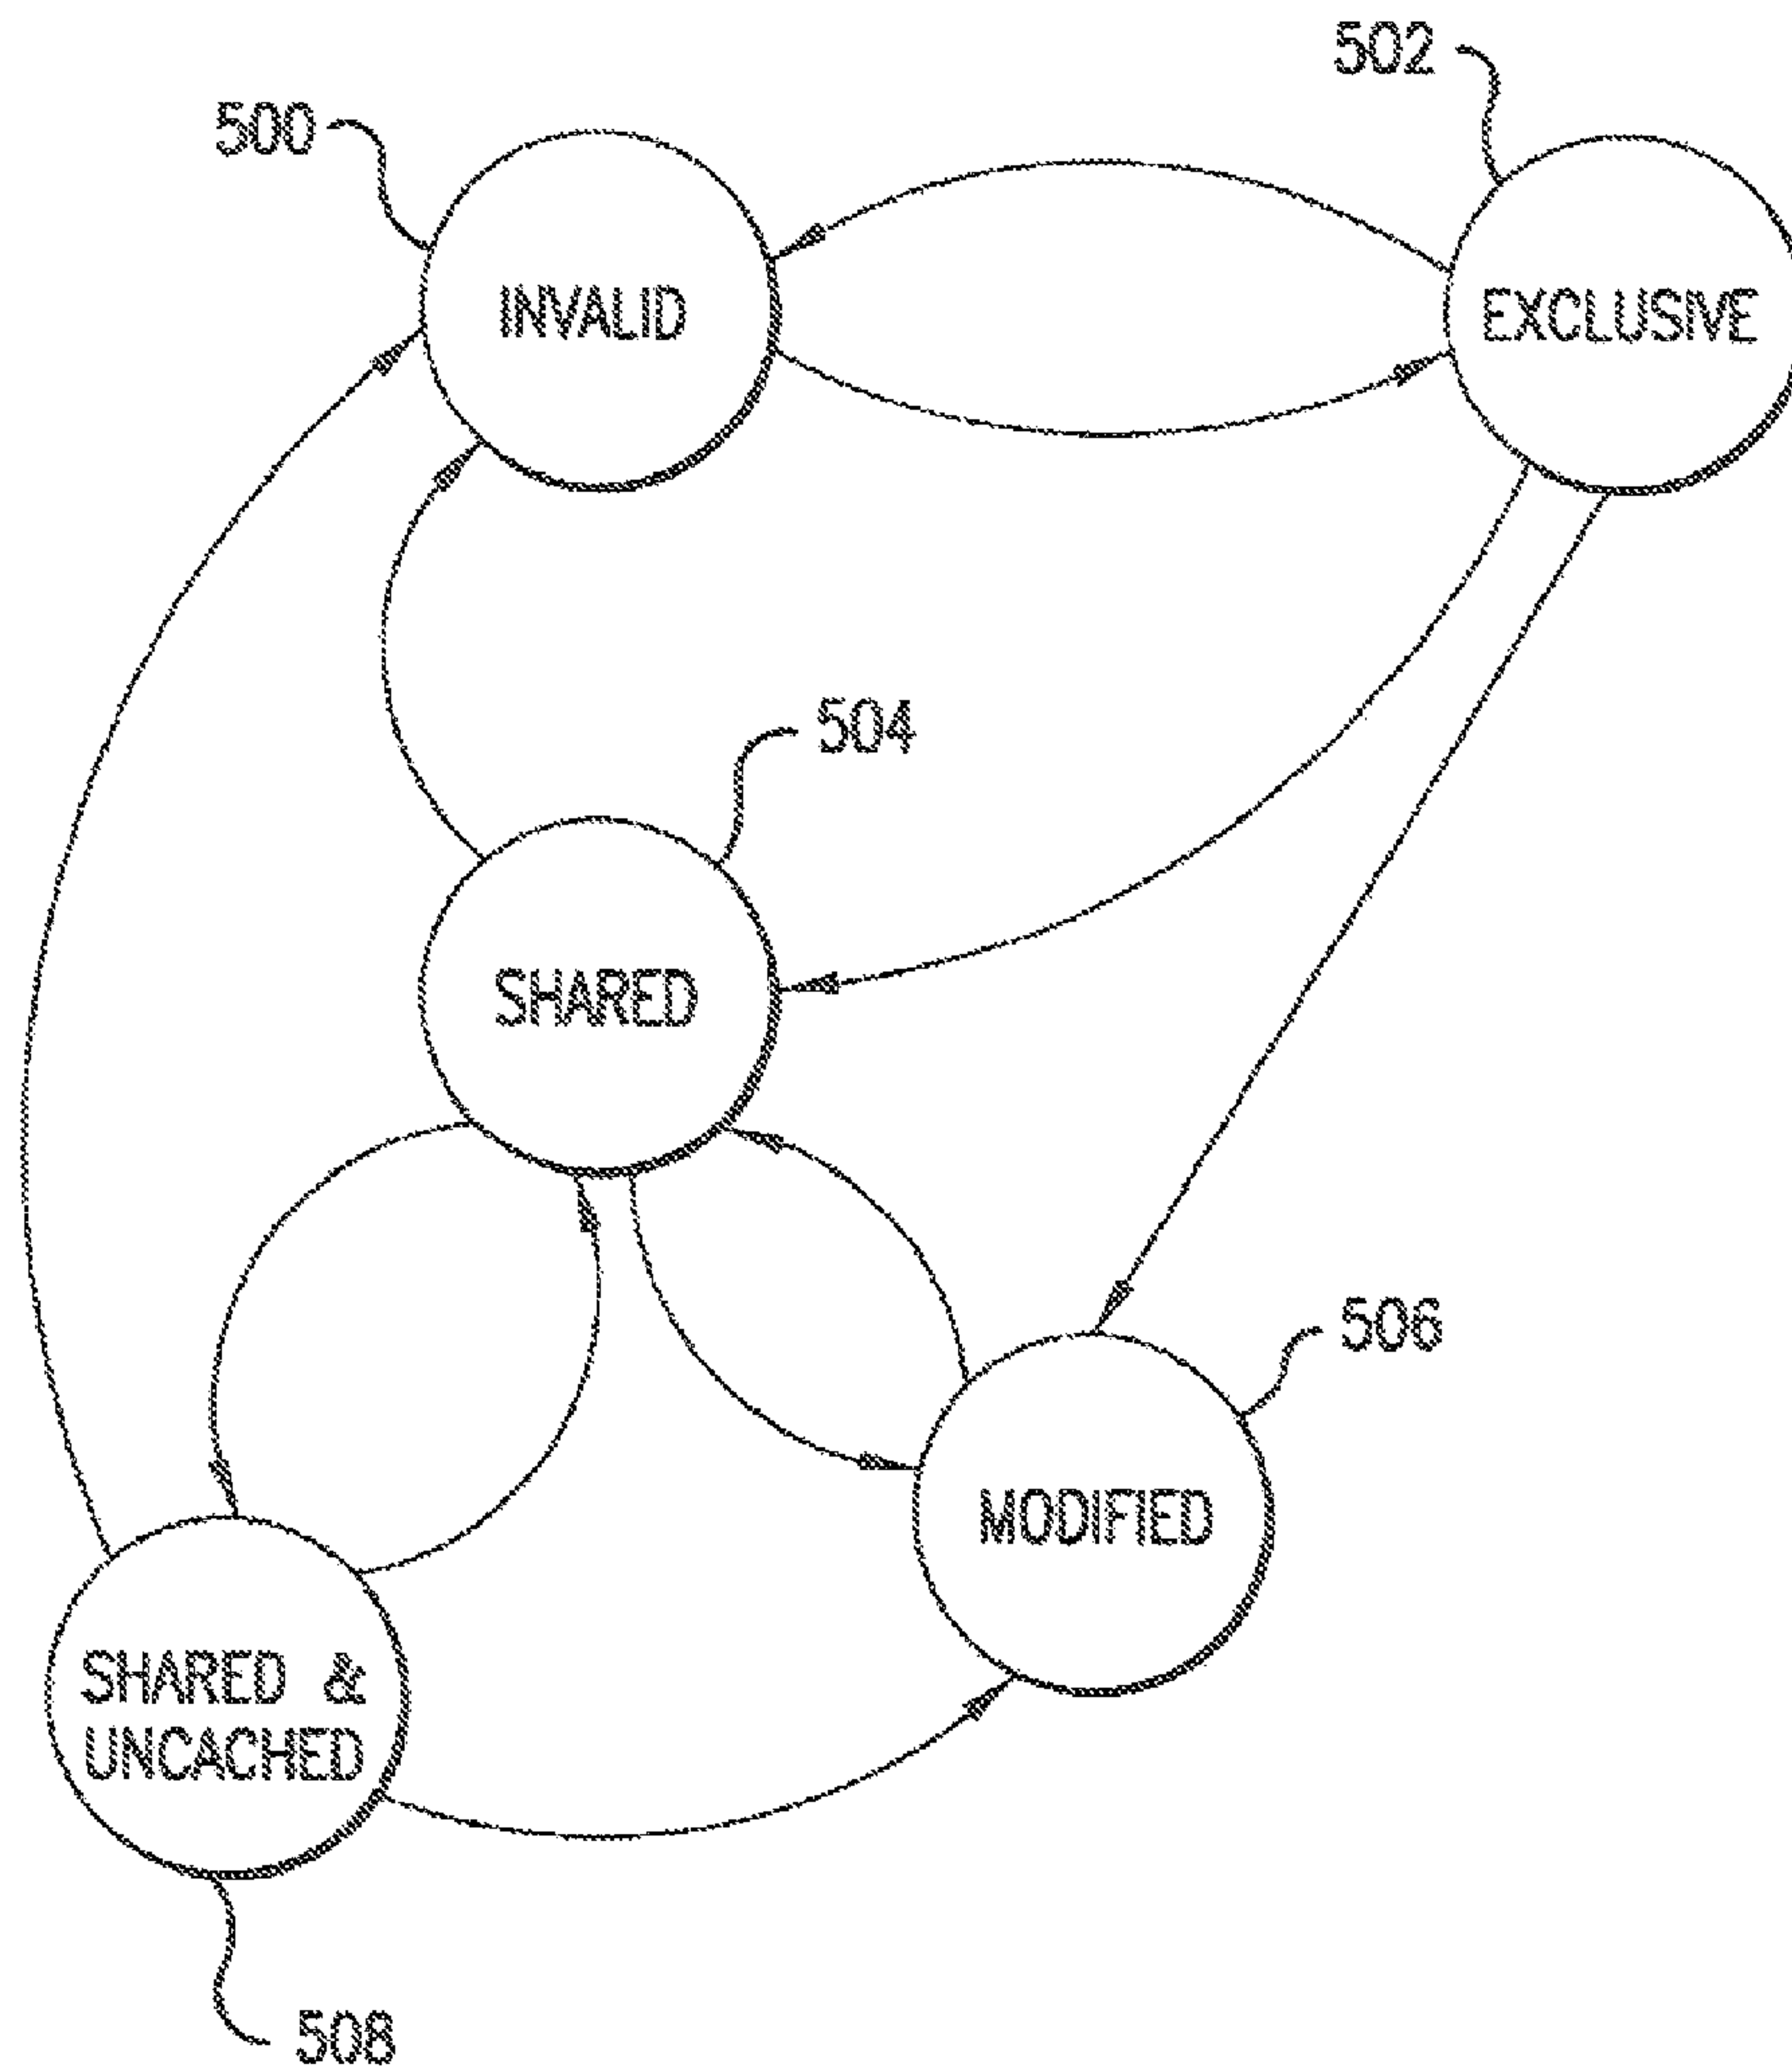 502
500
INVALID
EXCLUSIVE
504
SHARED
506
MODIFIED
SHARED &
UNCACHED
508